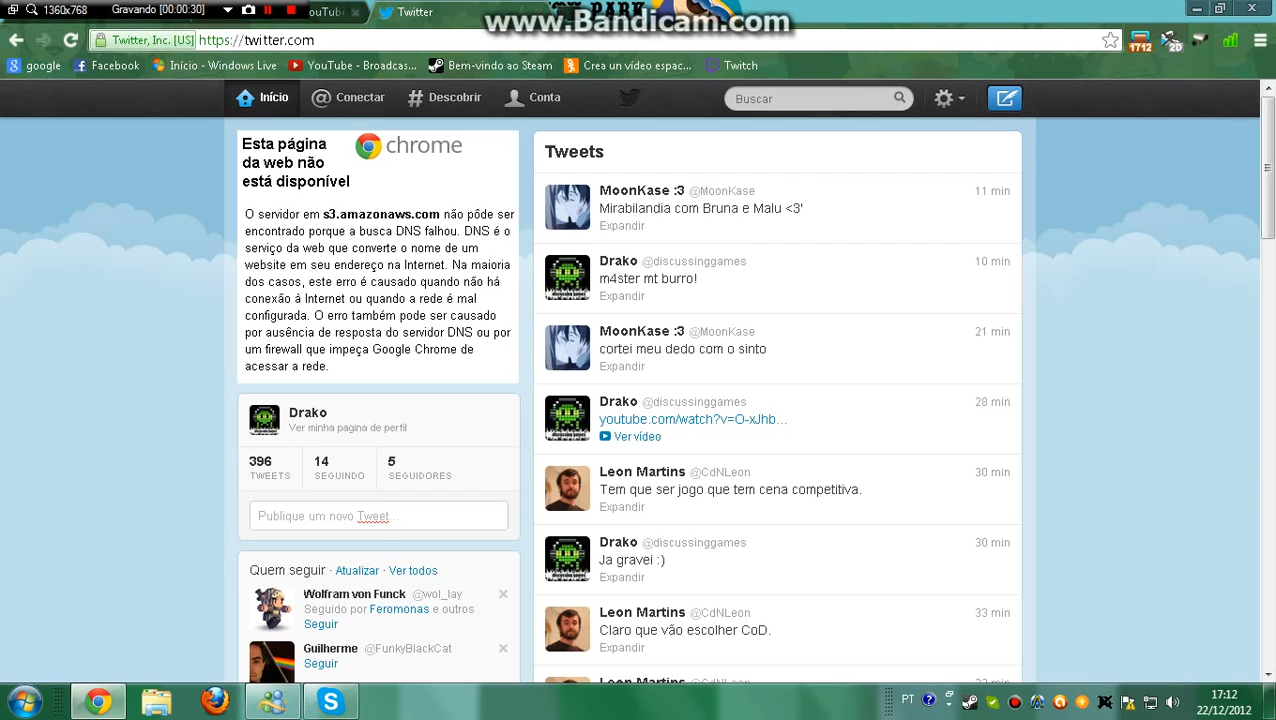 1360x768 Gravando <00:00:30>
Twitter
www.Bandicam.com
Twitter, Inc. [US] https://twitter.com
1712
20
google Facebook Início - Windows Live YouTube - Broadcas... Bem-vindo ao Steam Crea un vídeo espac... Twitch
Início Conectar Descobrir Conta Buscar
Esta página
da web não
está disponível
chrome
O servidor em s3.amazonaws.com não pôde ser
encontrado porque a busca DNS falhou. DNS é o
serviço da web que converte o nome de um
website em seu endereço na Internet. Na maioria
dos casos, este erro é causado quando não há
conexão à Internet ou quando a rede é mal
configurada. O erro também pode ser causado
por ausência de resposta do servidor DNS ou por
um firewall que impeça Google Chrome de
acessar a rede.
Drako
Ver minha pagina de perfil
396 14 5
TWEETS SEGUINDO SEGUIDORES
Publique um novo Tweet...
Quem seguir · Atualizar · Ver todos
Wolfram von Funck @wol_lay
Seguido por Feromonas e outros
Seguir
Guilherme @FunkyBlackCat
Seguir
Tweets
MoonKase :3 @MoonKase 11 min
Mirabilandia com Bruna e Malu <3'
Expandir
Drako @discussinggames 10 min
m4ster mt burro!
Expandir
MoonKase :3 @MoonKase 21 min
cortei meu dedo com o sinto
Expandir
Drako @discussinggames 28 min
youtube.com/watch?v=O-xJhb...
Ver vídeo
Leon Martins @CdNLeon 30 min
Tem que ser jogo que tem cena competitiva.
Expandir
Drako @discussinggames 30 min
Ja gravei :)
Expandir
Leon Martins @CdNLeon 33 min
Claro que vão escolher CoD.
Expandir
Leon Martins @CdNLeon
PT
17:12
22/12/2012